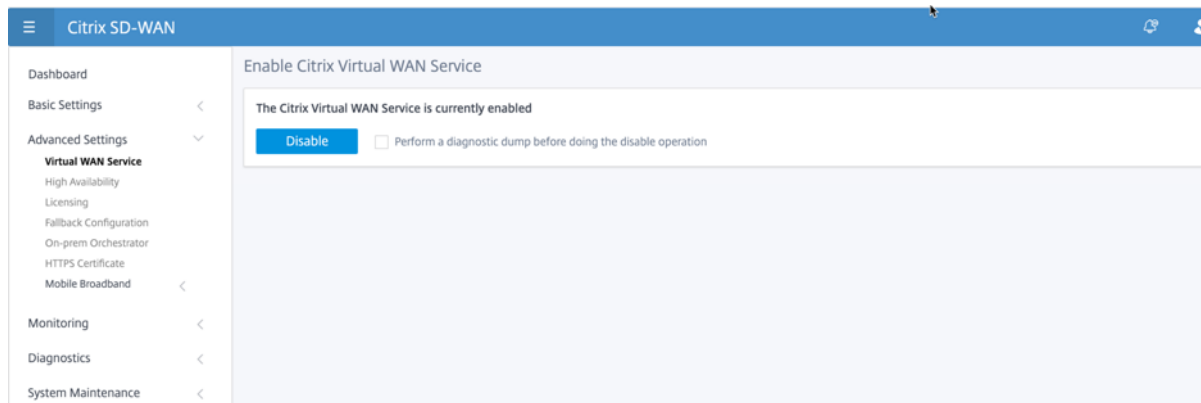 Citrix SD-WAN
Dashboard
Basic Settings
Advanced Settings
Virtual WAN Service
High Availability
Licensing
Fallback Configuration
On-prem Orchestrator
HTTPS Certificate
Mobile Broadband
Monitoring
Diagnostics
System Maintenance
Enable Citrix Virtual WAN Service
The Citrix Virtual WAN Service is currently enabled
Disable Perform a diagnostic dump before doing the disable operation